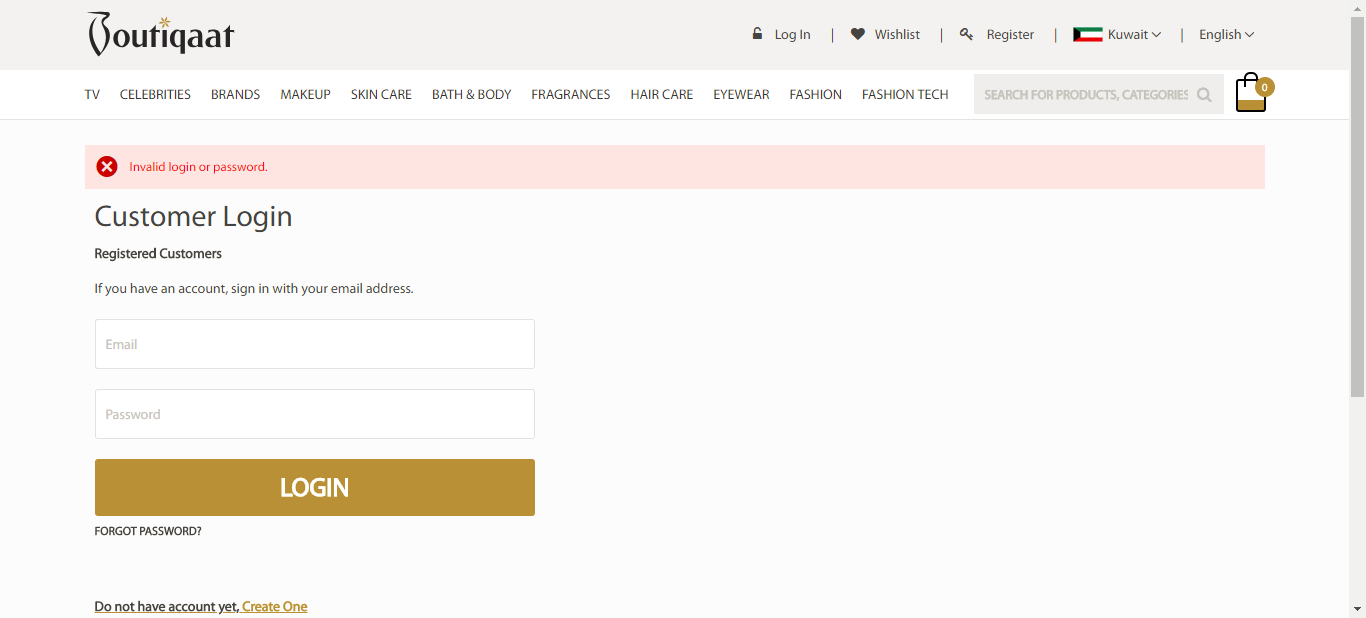 Boutiqaat
Log In | Wishlist | Register | Kuwait | English
TV CELEBRITIES BRANDS MAKEUP SKIN CARE BATH & BODY FRAGRANCES HAIR CARE EYEWEAR FASHION FASHION TECH SEARCH FOR PRODUCTS, CATEGORIES 0
Invalid login or password.
Customer Login
Registered Customers
If you have an account, sign in with your email address.
Email
Password
LOGIN
FORGOT PASSWORD?
Do not have account yet, Create One